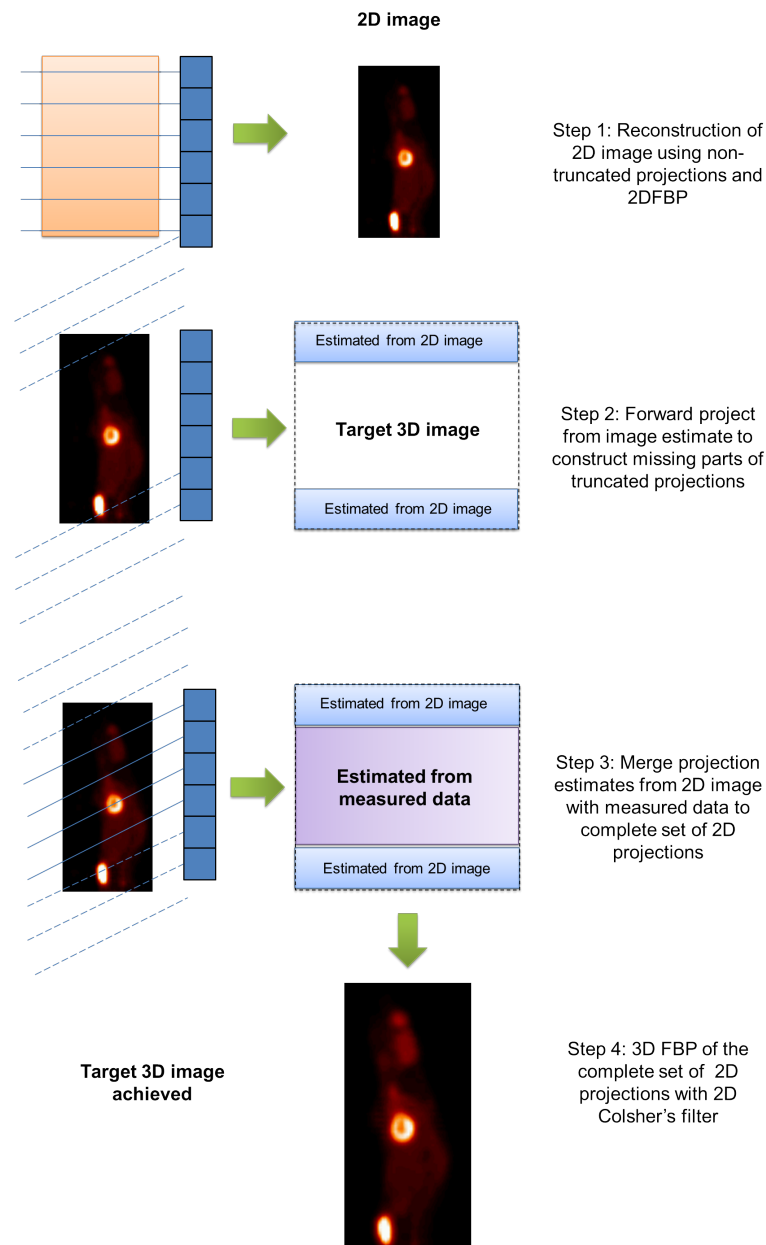 2D image
Step 1: Reconstruction of
2D image using non-
truncated projections and
2DFBP
Estimated from 2D image
Target 3D image
Estimated from 2D image
Step 2: Forward project
from image estimate to
construct missing parts of
truncated projections
Estimated from 2D image
Estimated from
measured data
Estimated from 2D image
Step 3: Merge projection
estimates from 2D image
with measured data to
complete set of 2D
projections
Target 3D image
achieved
Step 4: 3D FBP of the
complete set of 2D
projections with 2D
Colsher's filter